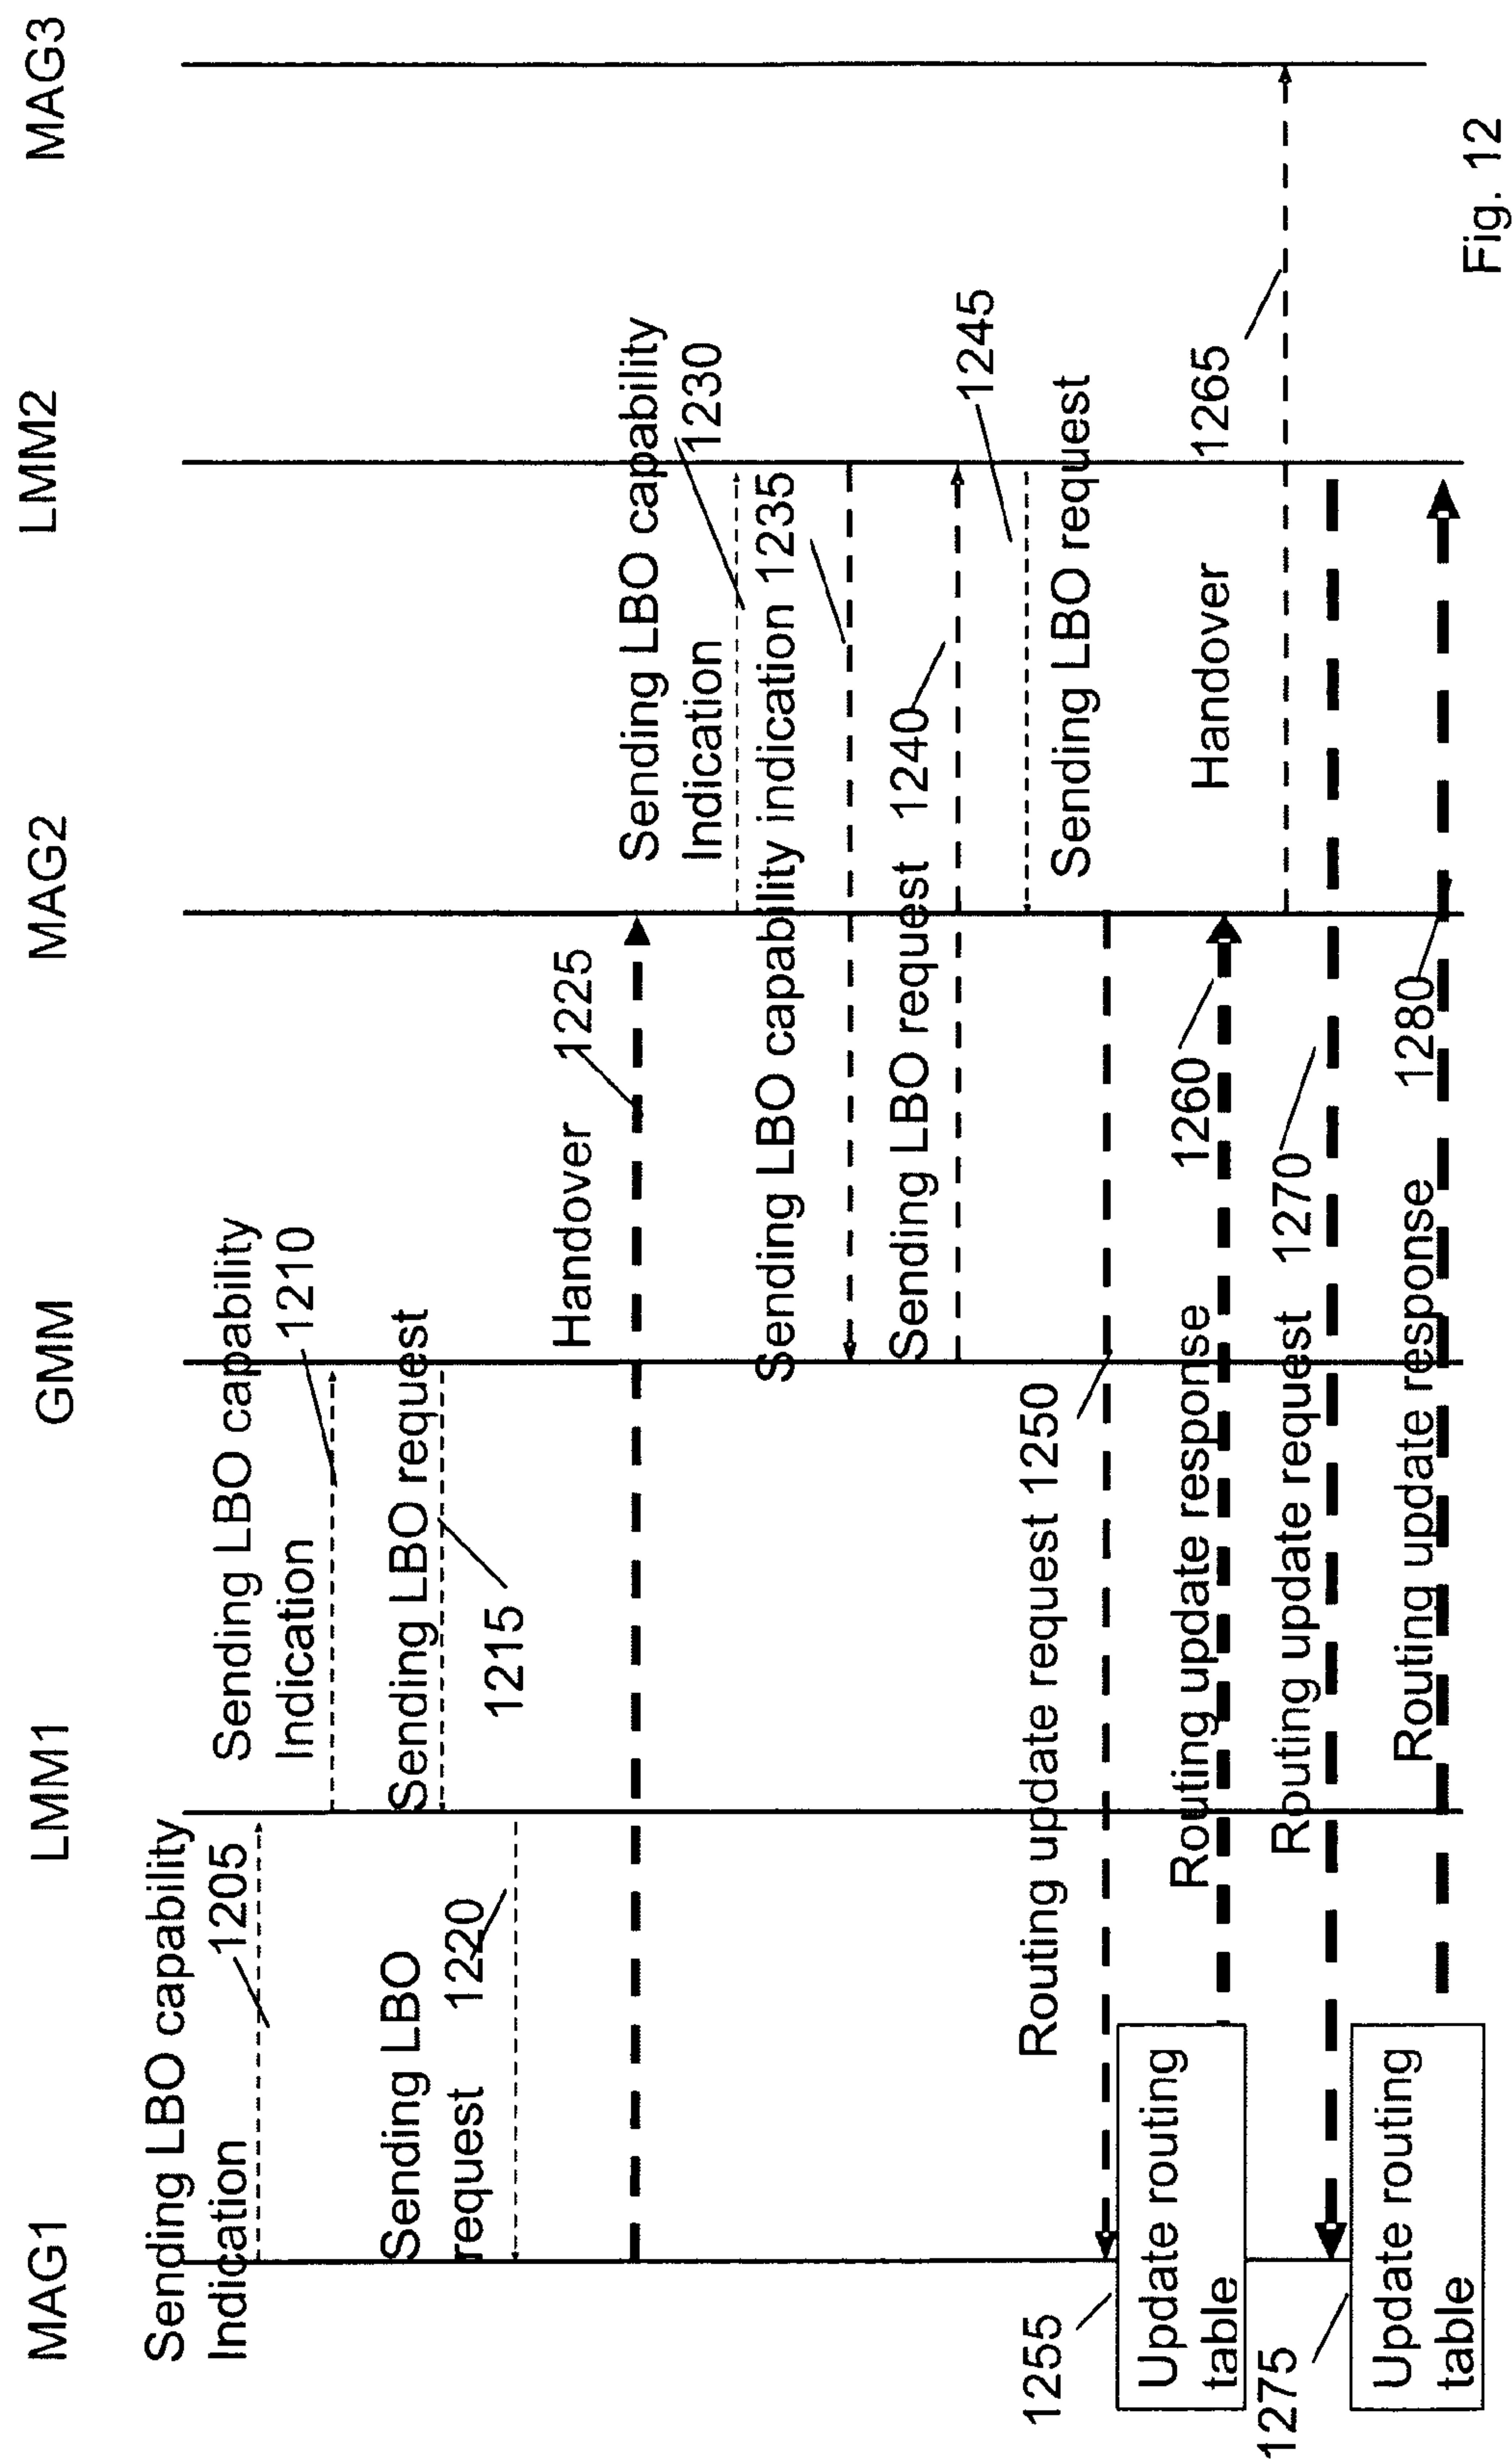 MAG1
LMM1
GMM
MAG2
LMM2
MAG3
Sending LBO capability
Indication
1205
Sending LBO capability
Indication
1210
Sending LBO request
1215
Sending LBO
request
1220
Handover
1225
Sending LBO capability
Indication
1230
Sending LBO capability indication 1235
Sending LBO request 1240
1245
Sending LBO request
Routing update request 1250
1255
Update routing
table
Routing update response
1260
Handover
1265
Routing update request 1270
1275
Update routing
table
Routing update response
1280
Fig. 12